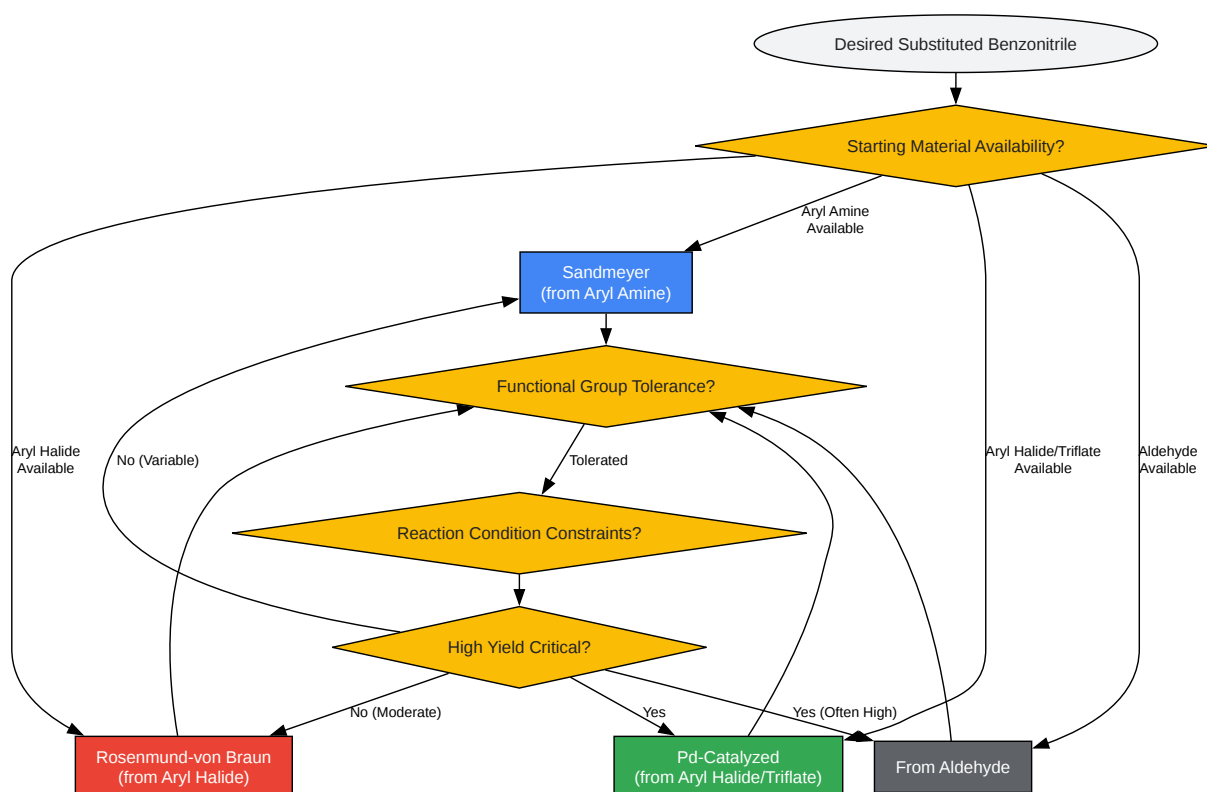 Desired Substituted Benzonitrile
Starting Material Availability?
Aryl Amine
Available
Sandmeyer
(from Aryl Amine)
Functional Group Tolerance?
Aryl Halide
Available
No (Variable)
Tolerated
Aryl Halide/Triflate
Available
Aldehyde
Available
Reaction Condition Constraints?
High Yield Critical?
No (Moderate)
Yes
Yes (Often High)
Rosenmund-von Braun
(from Aryl Halide)
Pd-Catalyzed
(from Aryl Halide/Triflate)
From Aldehyde